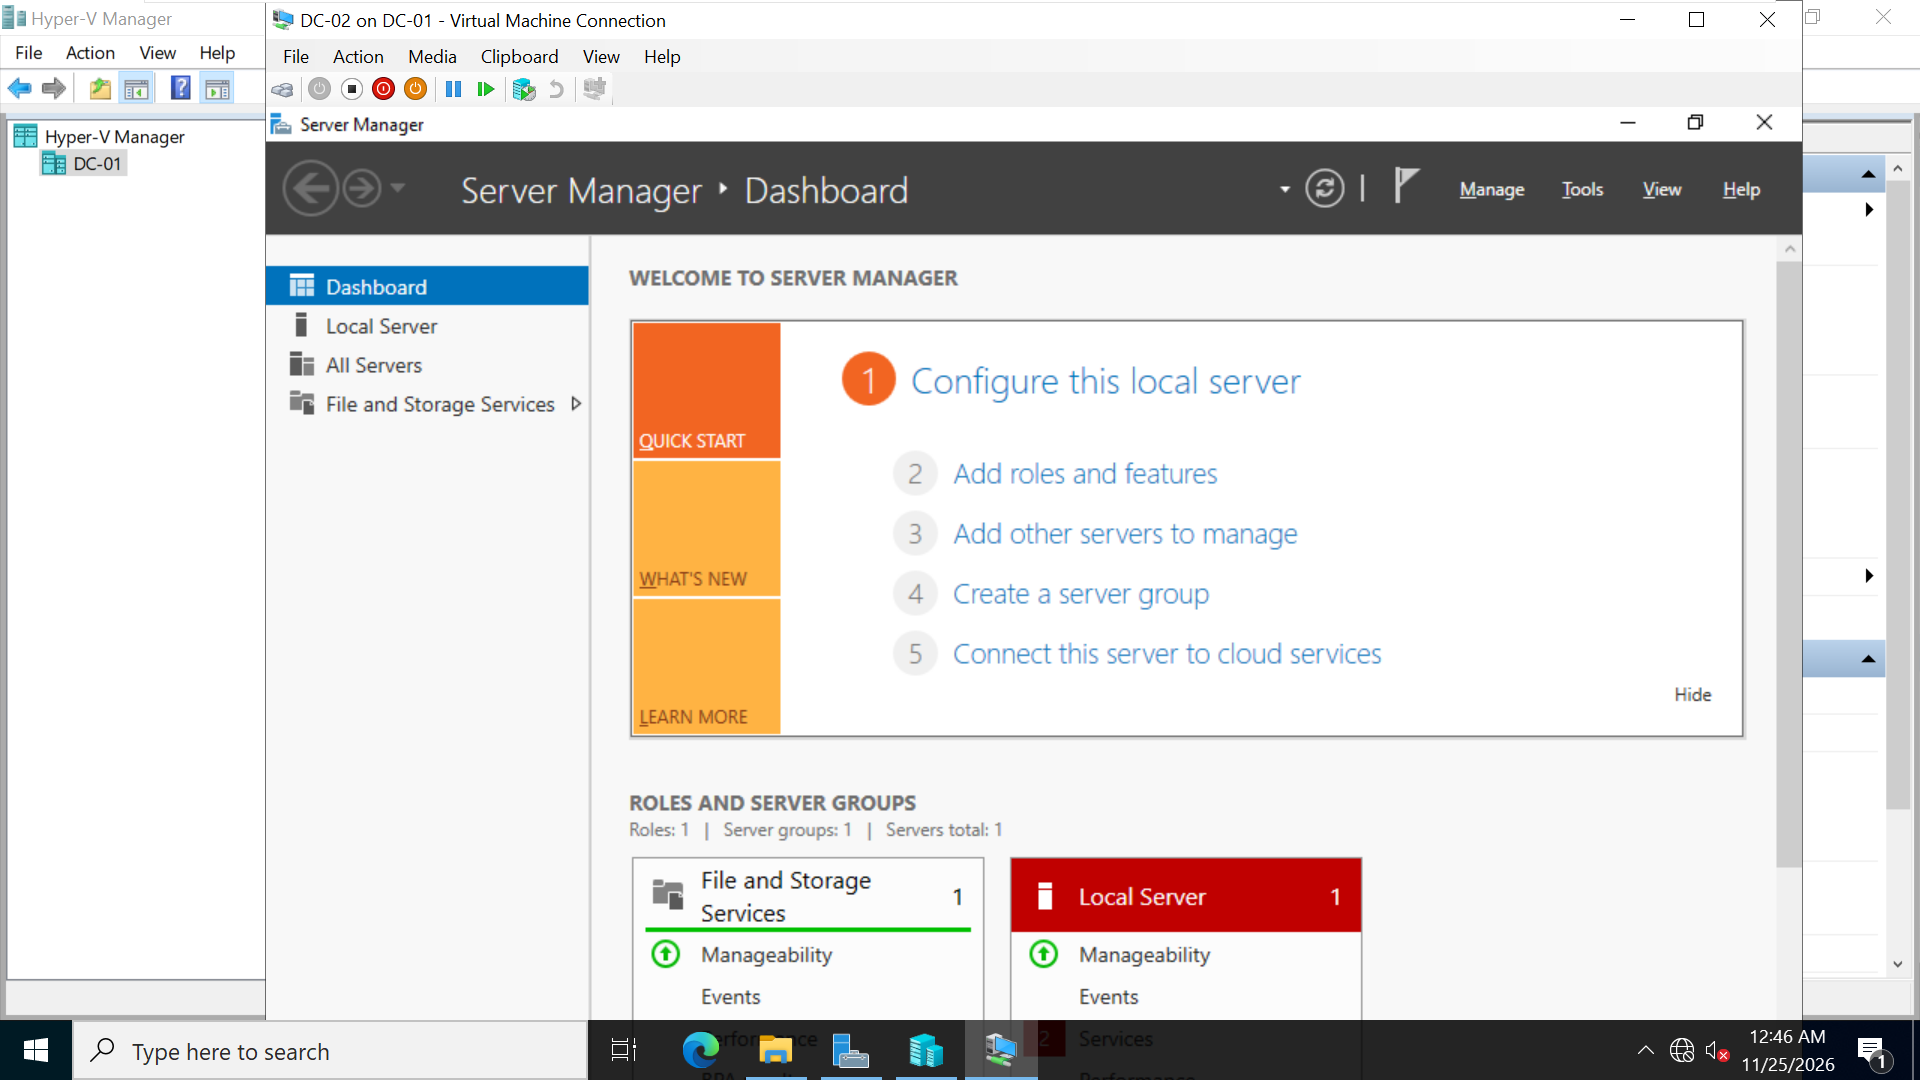 Hyper-V Manager
File Action View Help
Hyper-V Manager
DC-01
DC-02 on DC-01 - Virtual Machine Connection
File Action Media Clipboard View Help
Server Manager
Server Manager Dashboard
Manage Tools View Help
Dashboard
Local Server
All Servers
File and Storage Services
WELCOME TO SERVER MANAGER
QUICK START
WHAT'S NEW
LEARN MORE
1 Configure this local server
2 Add roles and features
3 Add other servers to manage
4 Create a server group
5 Connect this server to cloud services
Hide
ROLES AND SERVER GROUPS
Roles: 1 | Server groups: 1 | Servers total: 1
File and Storage Services 1
Manageability
Events
Performance
Local Server 1
Manageability
Events
2 Services
Performance
Type here to search
12:46 AM
11/25/2026
1